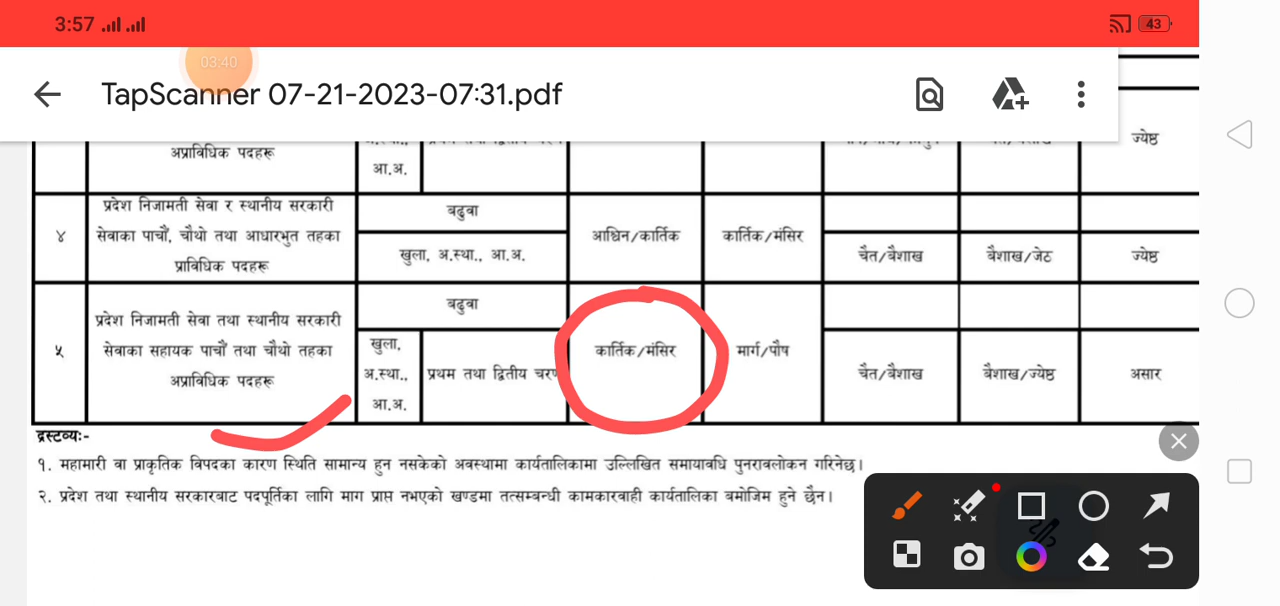 3:57
43
03:40
TapScanner 07-21-2023-07:31.pdf
अप्राविधिक पदहरू
आ.अ.
ज्येष्ठ
४
प्रदेश निजामती सेवा र स्थानीय सरकारी
सेवाका पाचौं, चौथो तथा आधारभुत तहका
प्राविधिक पदहरू
बढुवा
खुला, अ.स्था., आ.अ.
आश्विन/कार्तिक
कार्तिक/मंसिर
चैत/बैशाख
बैशाख/जेठ
ज्येष्ठ
५
प्रदेश निजामती सेवा तथा स्थानीय सरकारी
सेवाका सहायक पाचौं तथा चौथो तहका
अप्राविधिक पदहरू
बढुवा
खुला,
अ.स्था.,
आ.अ.
प्रथम तथा द्वितीय चरण
कार्तिक/मंसिर
मार्ग/पौष
चैत/बैशाख
बैशाख/ज्येष्ठ
असार
द्रस्टव्यः-
१. महामारी वा प्राकृतिक विपदका कारण स्थिति सामान्य हुन नसकेको अवस्थामा कार्यतालिकामा उल्लिखित समायावधि पुनरावलोकन गरिनेछ।
२. प्रदेश तथा स्थानीय सरकारबाट पदपूर्तिका लागि माग प्राप्त नभएको खण्डमा तत्सम्बन्धी कामकारवाही कार्यतालिका बमोजिम हुने छैन।